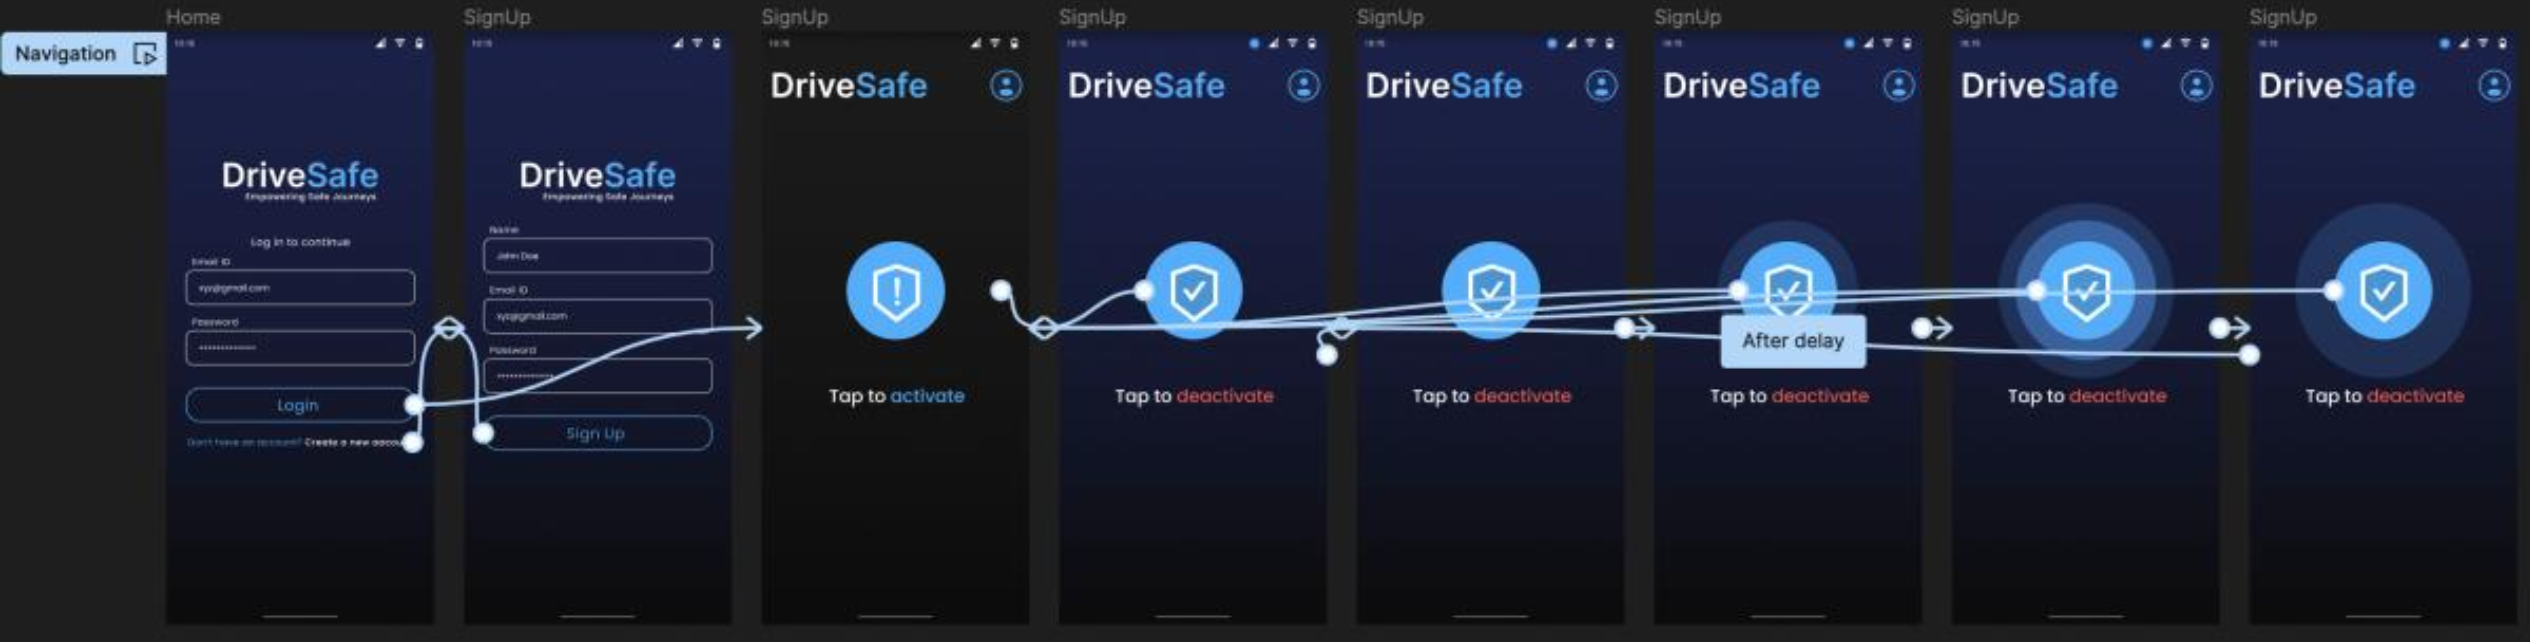 Navigation
Home
DriveSafe
Empowering Safe Journeys
Log in to continue
Email ID
xyz@gmail.com
Password
Login
Don't have an account? Create a new accou
SignUp
DriveSafe
Empowering Safe Journeys
Name
John Doe
Email ID
xyz@gmail.com
Password
Sign Up
SignUp
DriveSafe
Tap to activate
SignUp
DriveSafe
Tap to deactivate
SignUp
DriveSafe
Tap to deactivate
SignUp
DriveSafe
After delay
Tap to deactivate
SignUp
DriveSafe
Tap to deactivate
SignUp
DriveSafe
Tap to deactivate